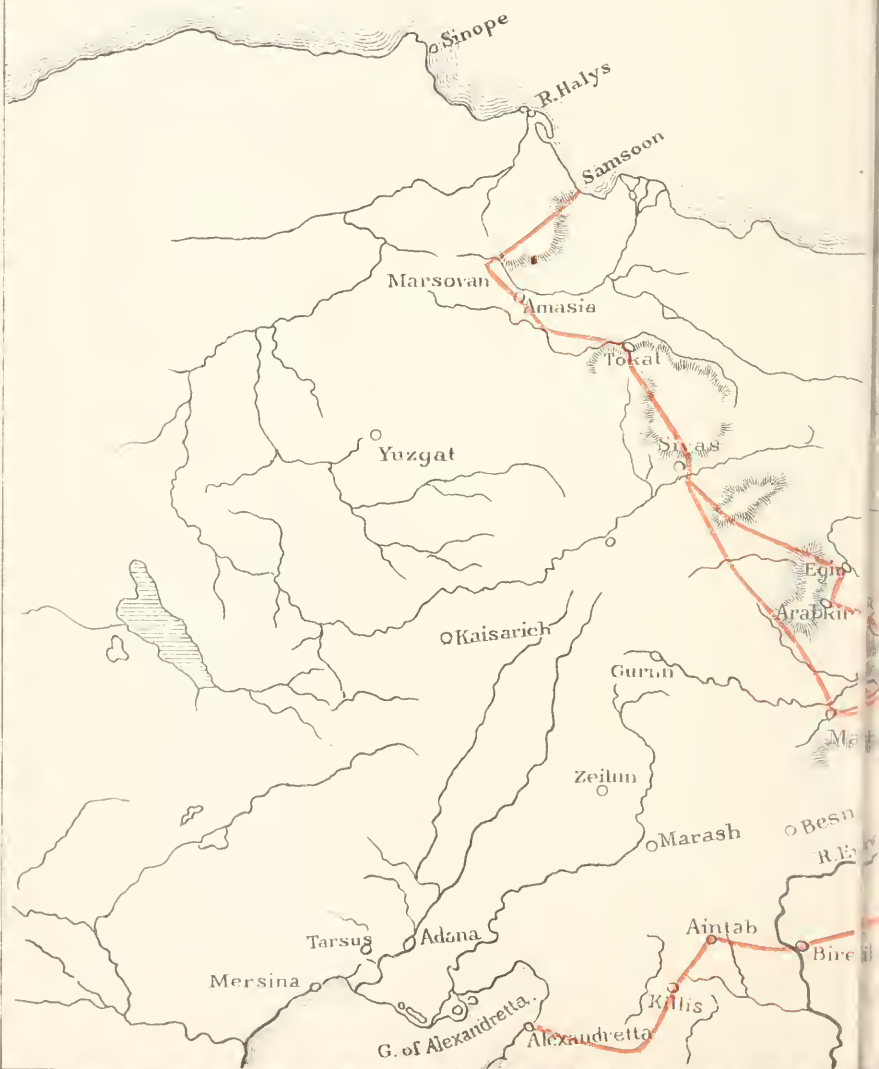 Sinope
R. Halys
Samsoon
Marsovan
Amasia
Tokat
Sivas
Yuzgat
Egin
Arabkir
Kaisarieh
Gurun
Zeitun
Marash
Besn
Aintab
Tarsus
Adana
Mersina
Killis
G. of Alexandretta.
Alexandretta